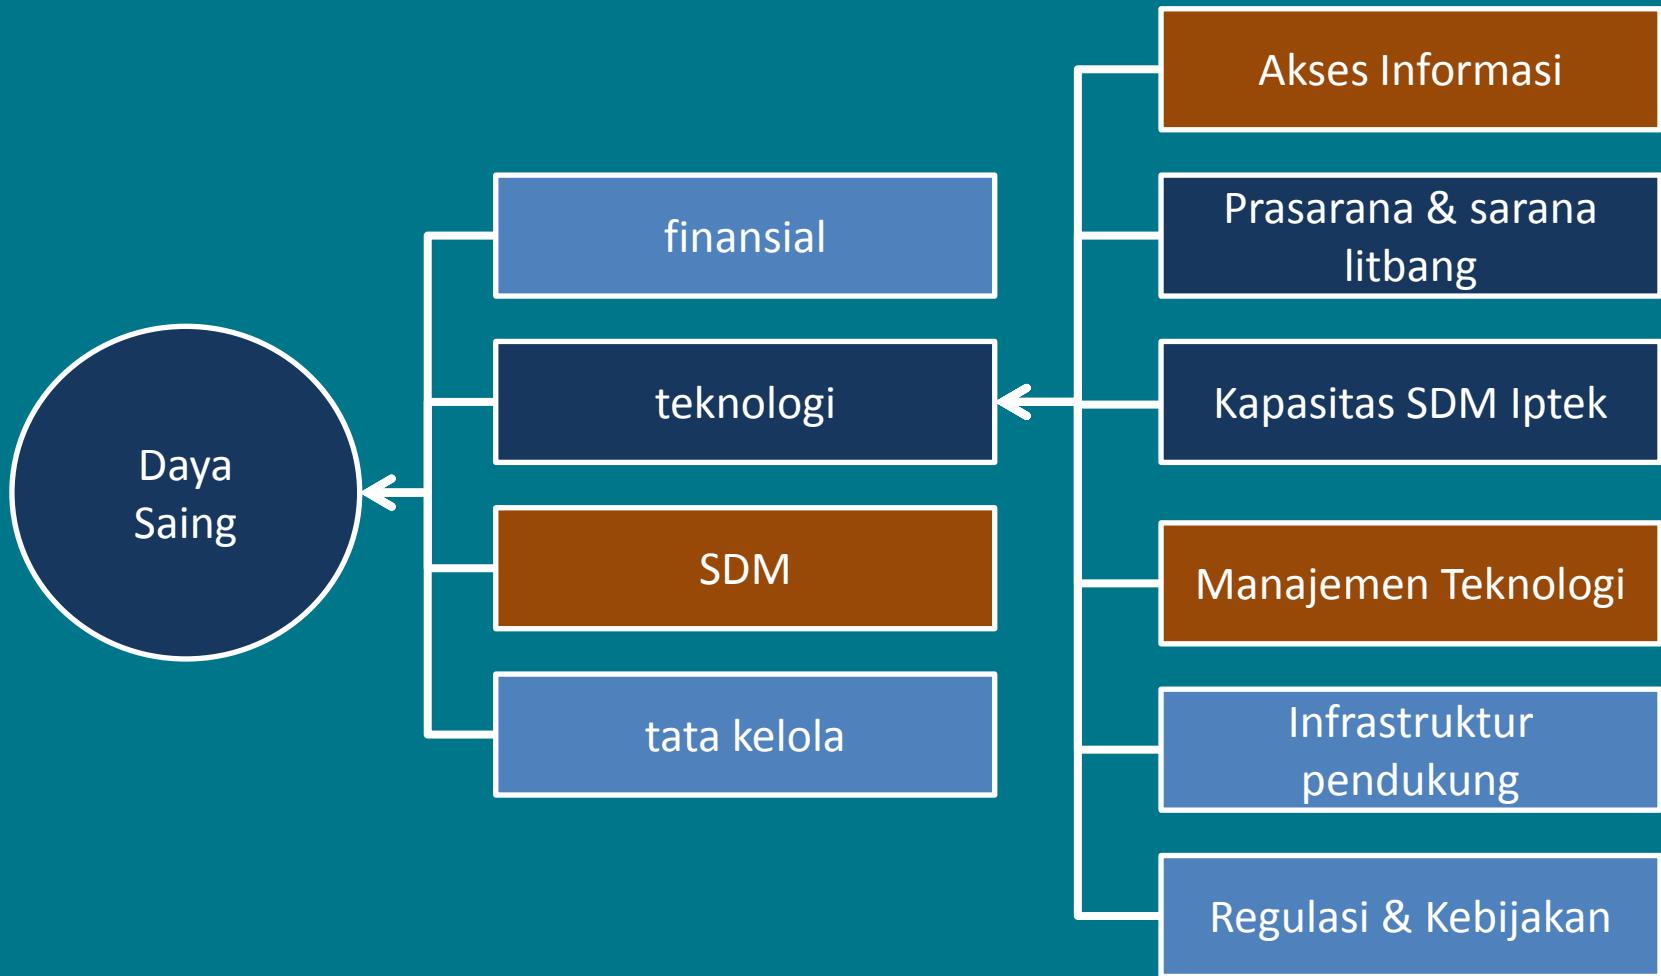 Daya
Saing
finansial
teknologi
SDM
tata kelola
Akses Informasi
Prasarana & sarana
litbang
Kapasitas SDM Iptek
Manajemen Teknologi
Infrastruktur
pendukung
Regulasi & Kebijakan